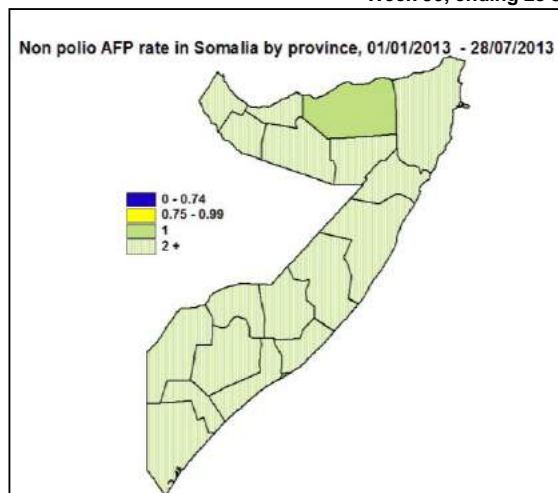 Non polio AFP rate in Somalia by province, 01/01/2013 - 28/07/2013
0 - 0.74
0.75 - 0.99
1
2 +